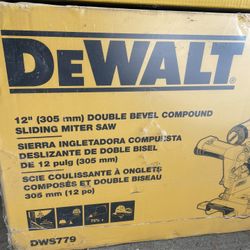 DEWALT
12" (305 mm) DOUBLE BEVEL COMPOUND
SLIDING MITER SAW
SIERRA INGLETADORA COMPUESTA
DESLIZANTE DE DOBLE BISEL
DE 12 pulg (305 mm)
SCIE COULISSANTE À ONGLETS
COMPOSÉS ET DOUBLE BISEAU
305 mm (12 po)
DWS779